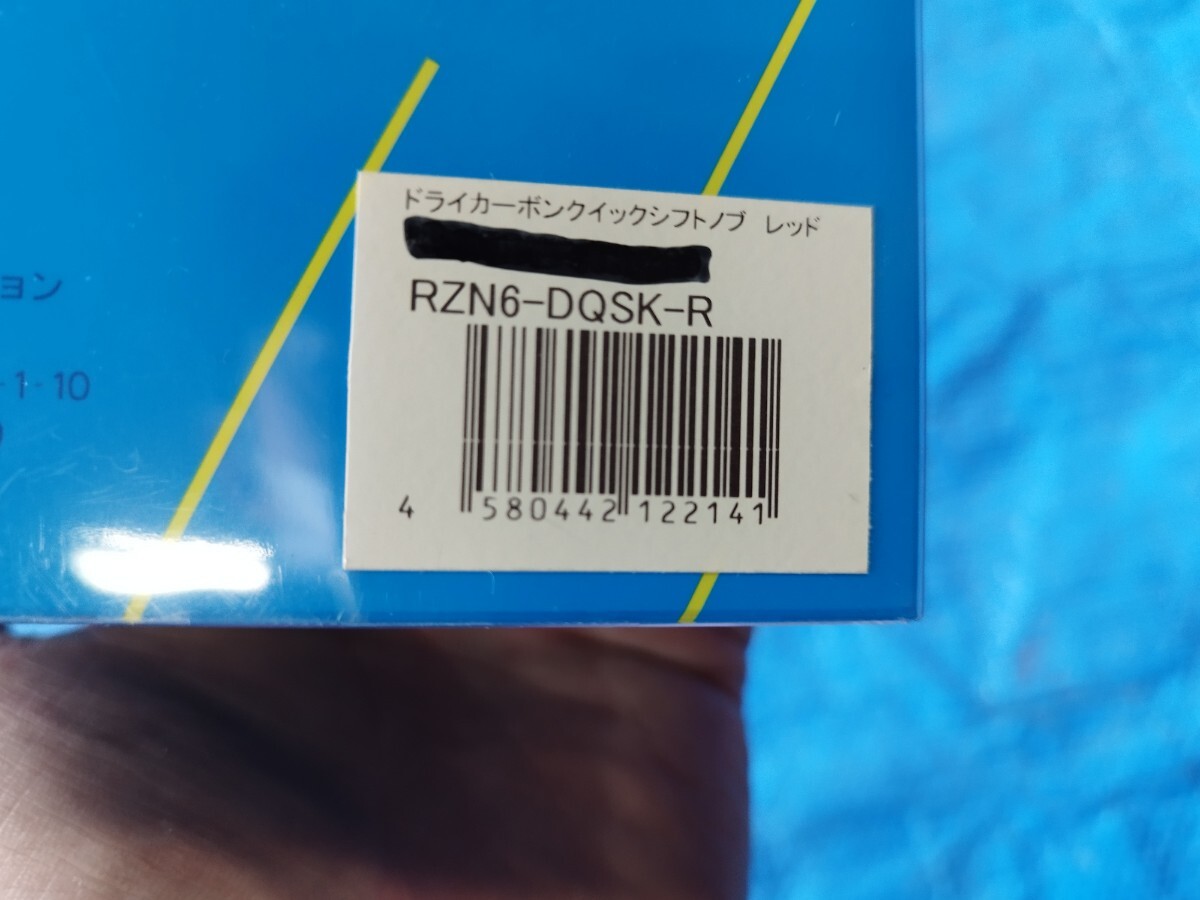 ドライカーボンクイックシフトノブ レッド
RZN6-DQSK-R
ョン
-1-10
4 580442 122141